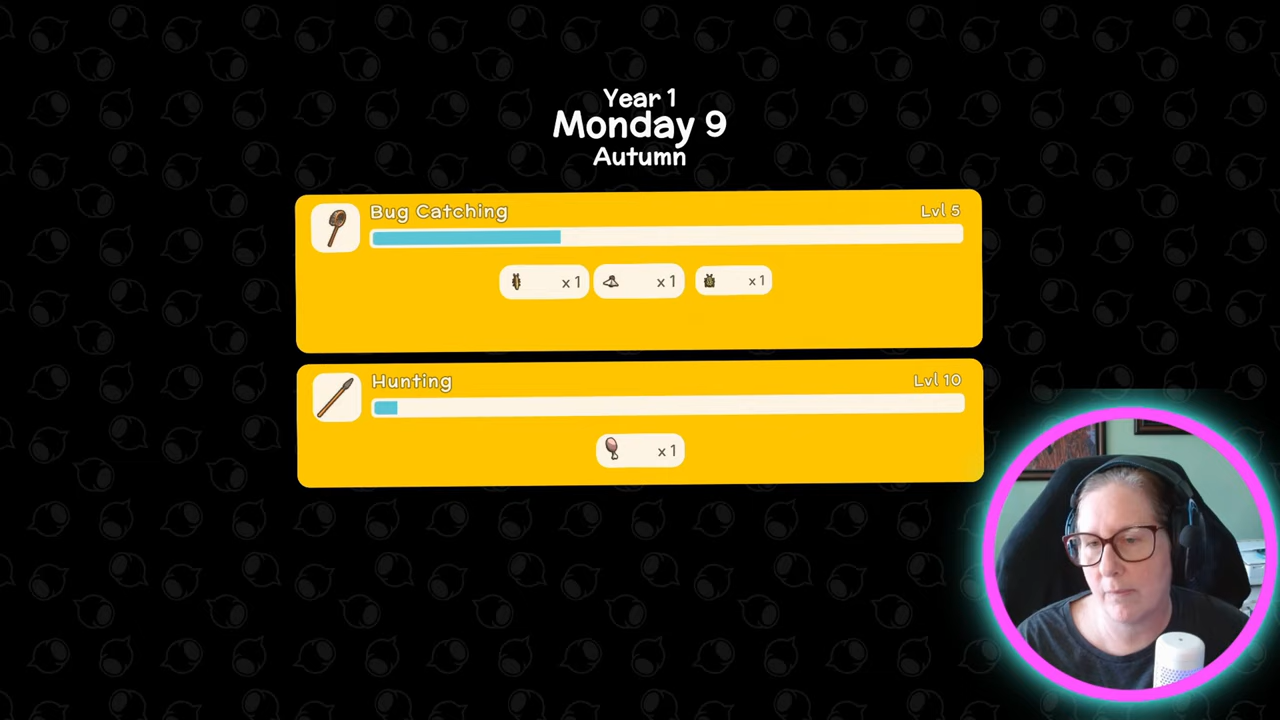 Year 1
Monday 9
Autumn
Bug Catching
Lvl 5
x1
x1
x1
Hunting
Lvl 10
x1